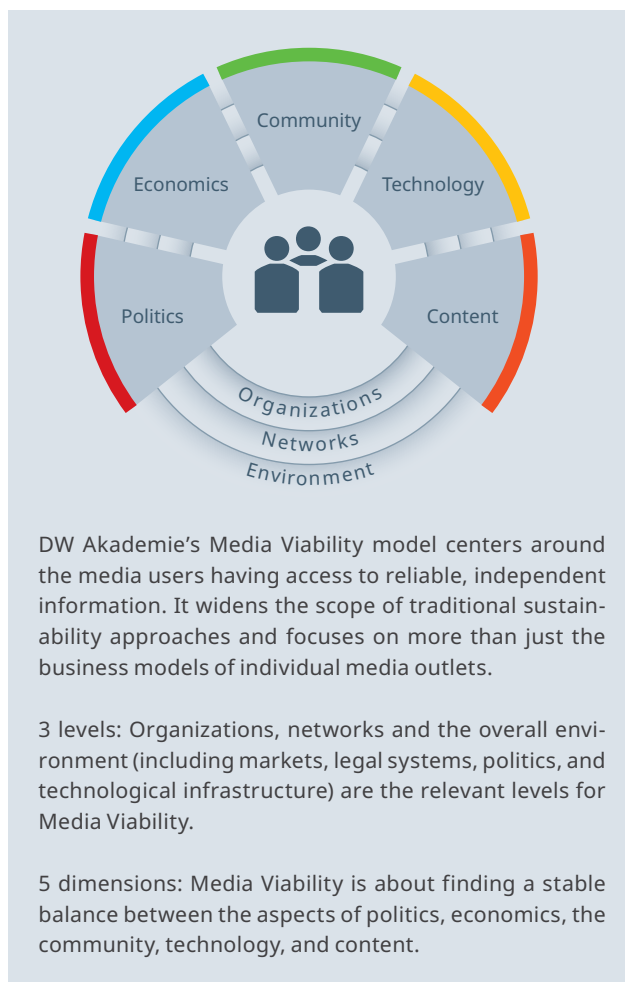 Community
Economics
Technology
Politics
Content
Organizations
Networks
Environment
DW Akademie’s Media Viability model centers around
the media users having access to reliable, independent
information. It widens the scope of traditional sustain-
ability approaches and focuses on more than just the
business models of individual media outlets.
3 levels: Organizations, networks and the overall envi-
ronment (including markets, legal systems, politics, and
technological infrastructure) are the relevant levels for
Media Viability.
5 dimensions: Media Viability is about finding a stable
balance between the aspects of politics, economics, the
community, technology, and content.